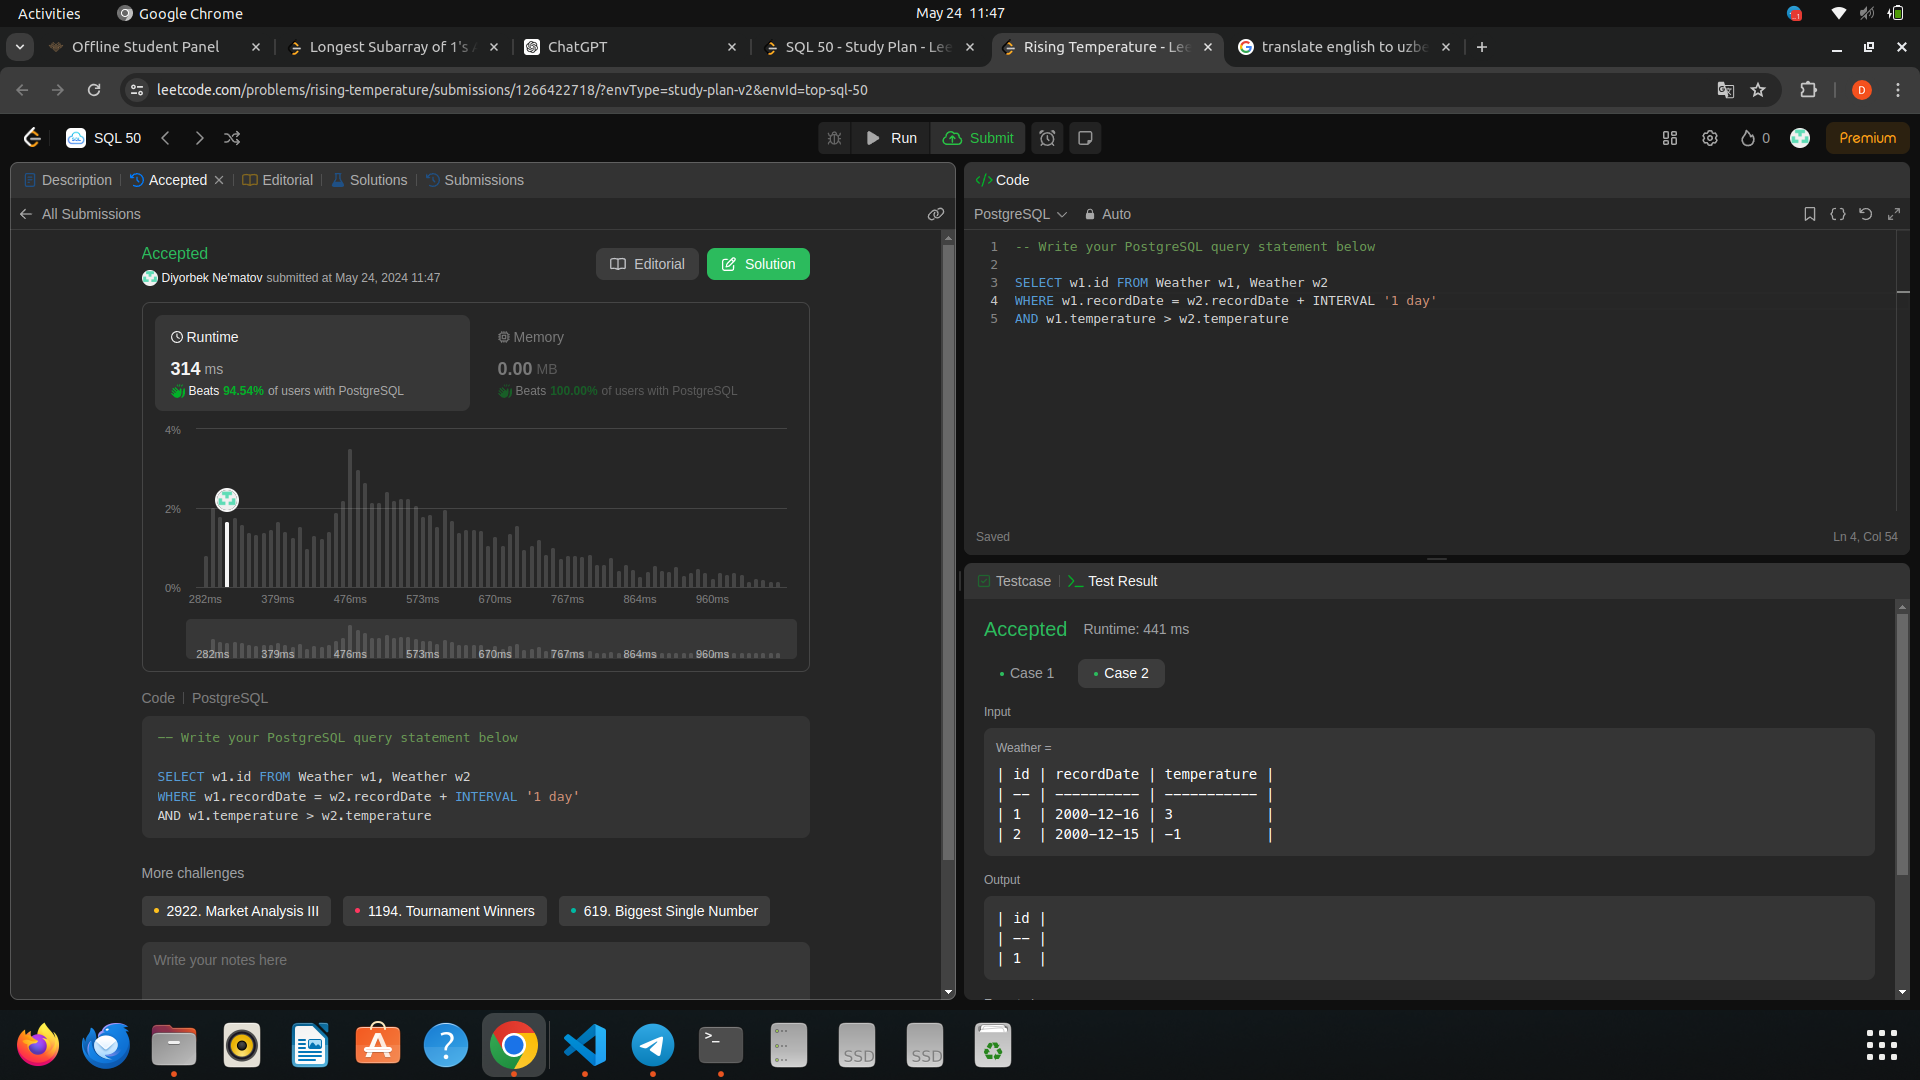 Activities
Google Chrome
May 24 11:47
Offline Student Panel
Longest Subarray of 1's
ChatGPT
SQL 50 - Study Plan - Lee
Rising Temperature - Lee
translate english to uzbe
leetcode.com/problems/rising-temperature/submissions/1266422718/?envType=study-plan-v2&envId=top-sql-50
D
SQL 50
Run
Submit
0
Premium
Description
Accepted
Editorial
Solutions
Submissions
All Submissions
Accepted
Diyorbek Ne'matov submitted at May 24, 2024 11:47
Editorial
Solution
Runtime
314 ms
Beats 94.54% of users with PostgreSQL
Memory
0.00 MB
Beats 100.00% of users with PostgreSQL
4%
2%
0%
282ms 379ms 476ms 573ms 670ms 767ms 864ms 960ms
282ms 379ms 476ms 573ms 670ms 767ms 864ms 960ms
Code | PostgreSQL
-- Write your PostgreSQL query statement below
SELECT w1.id FROM Weather w1, Weather w2
WHERE w1.recordDate = w2.recordDate + INTERVAL '1 day'
AND w1.temperature > w2.temperature
More challenges
2922. Market Analysis III
1194. Tournament Winners
619. Biggest Single Number
Write your notes here
</> Code
PostgreSQL
Auto
1 -- Write your PostgreSQL query statement below
2
3 SELECT w1.id FROM Weather w1, Weather w2
4 WHERE w1.recordDate = w2.recordDate + INTERVAL '1 day'
5 AND w1.temperature > w2.temperature
Saved
Ln 4, Col 54
Testcase
Test Result
Accepted
Runtime: 441 ms
Case 1
Case 2
Input
Weather =
| id | recordDate | temperature |
| -- | ---------- | ----------- |
| 1 | 2000-12-16 | 3 |
| 2 | 2000-12-15 | -1 |
Output
| id |
| -- |
| 1 |
SSD
SSD